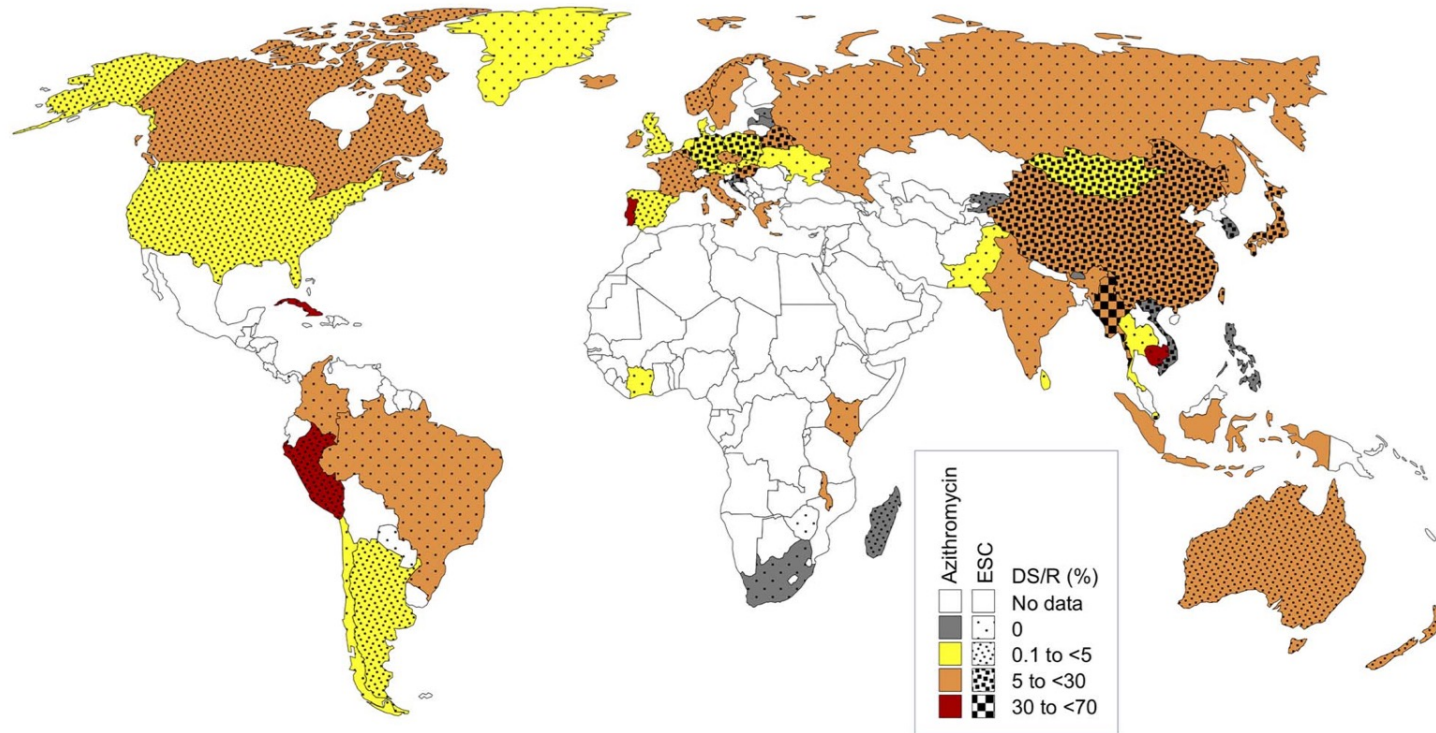 Azithromycin
ESC
DS/R (%)
No data
0
0.1 to <5
5 to <30
30 to <70